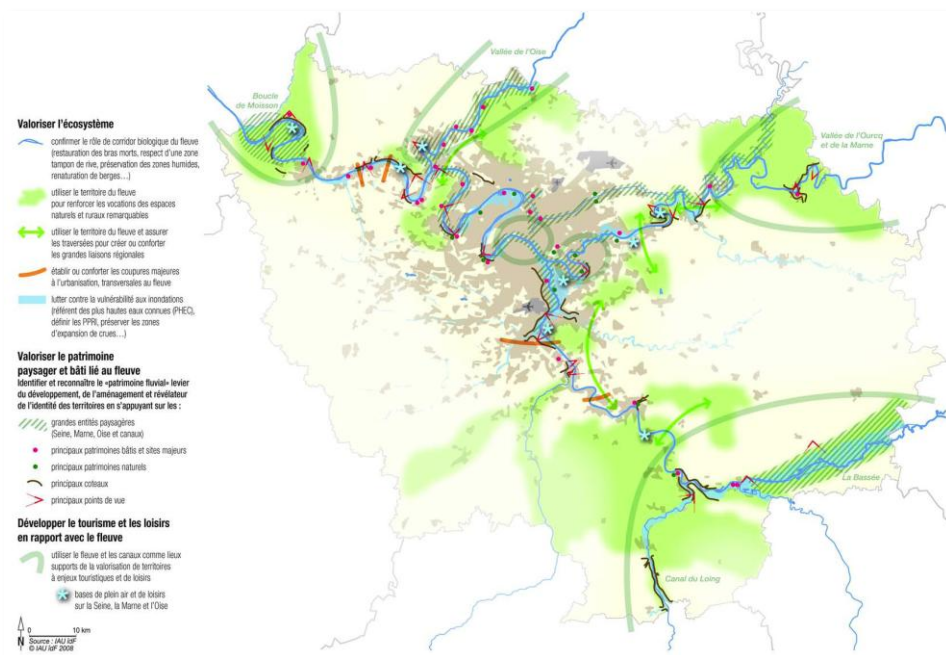 Valoriser l'écosystème
confirmer le rôle de corridor biologique du fleuve
(restauration des bras morts, respect d'une zone
tampon de rive, préservation des zones humides,
renaturation de berges...)
utiliser le territoire du fleuve
pour renforcer les vocations des espaces
naturels et ruraux remarquables
utiliser le territoire du fleuve et assurer
les traversées pour créer ou conforter
les grandes liaisons régionales
établir ou conforter les coupures majeures
à l'urbanisation, transversales au fleuve
lutter contre la vulnérabilité aux inondations
(référent des plus hautes eaux connues (PHEC),
définir les PPRI, préserver les zones
d'expansion de crues...)
Valoriser le patrimoine
paysager et bâti lié au fleuve
Identifier et reconnaître le «patrimoine fluvial» levier
du développement, de l'aménagement et révélateur
de l'identité des territoires en s'appuyant sur les :
grandes entités paysagères
(Seine, Marne, Oise et canaux)
principaux patrimoines bâtis et sites majeurs
principaux patrimoines naturels
principaux coteaux
principaux points de vue
Développer le tourisme et les loisirs
en rapport avec le fleuve
utiliser le fleuve et les canaux comme lieux
supports de la valorisation de territoires
à enjeux touristiques et de loisirs
bases de plein air et de loisirs
sur la Seine, la Marne et l'Oise
N
0 10 km
Source : IAU îdF
© IAU îdF 2008
Boucle
de Moisson
Vallée de l'Oise
Vallée de l'Ourcq
et de la Marne
La Bassée
Canal du Loing